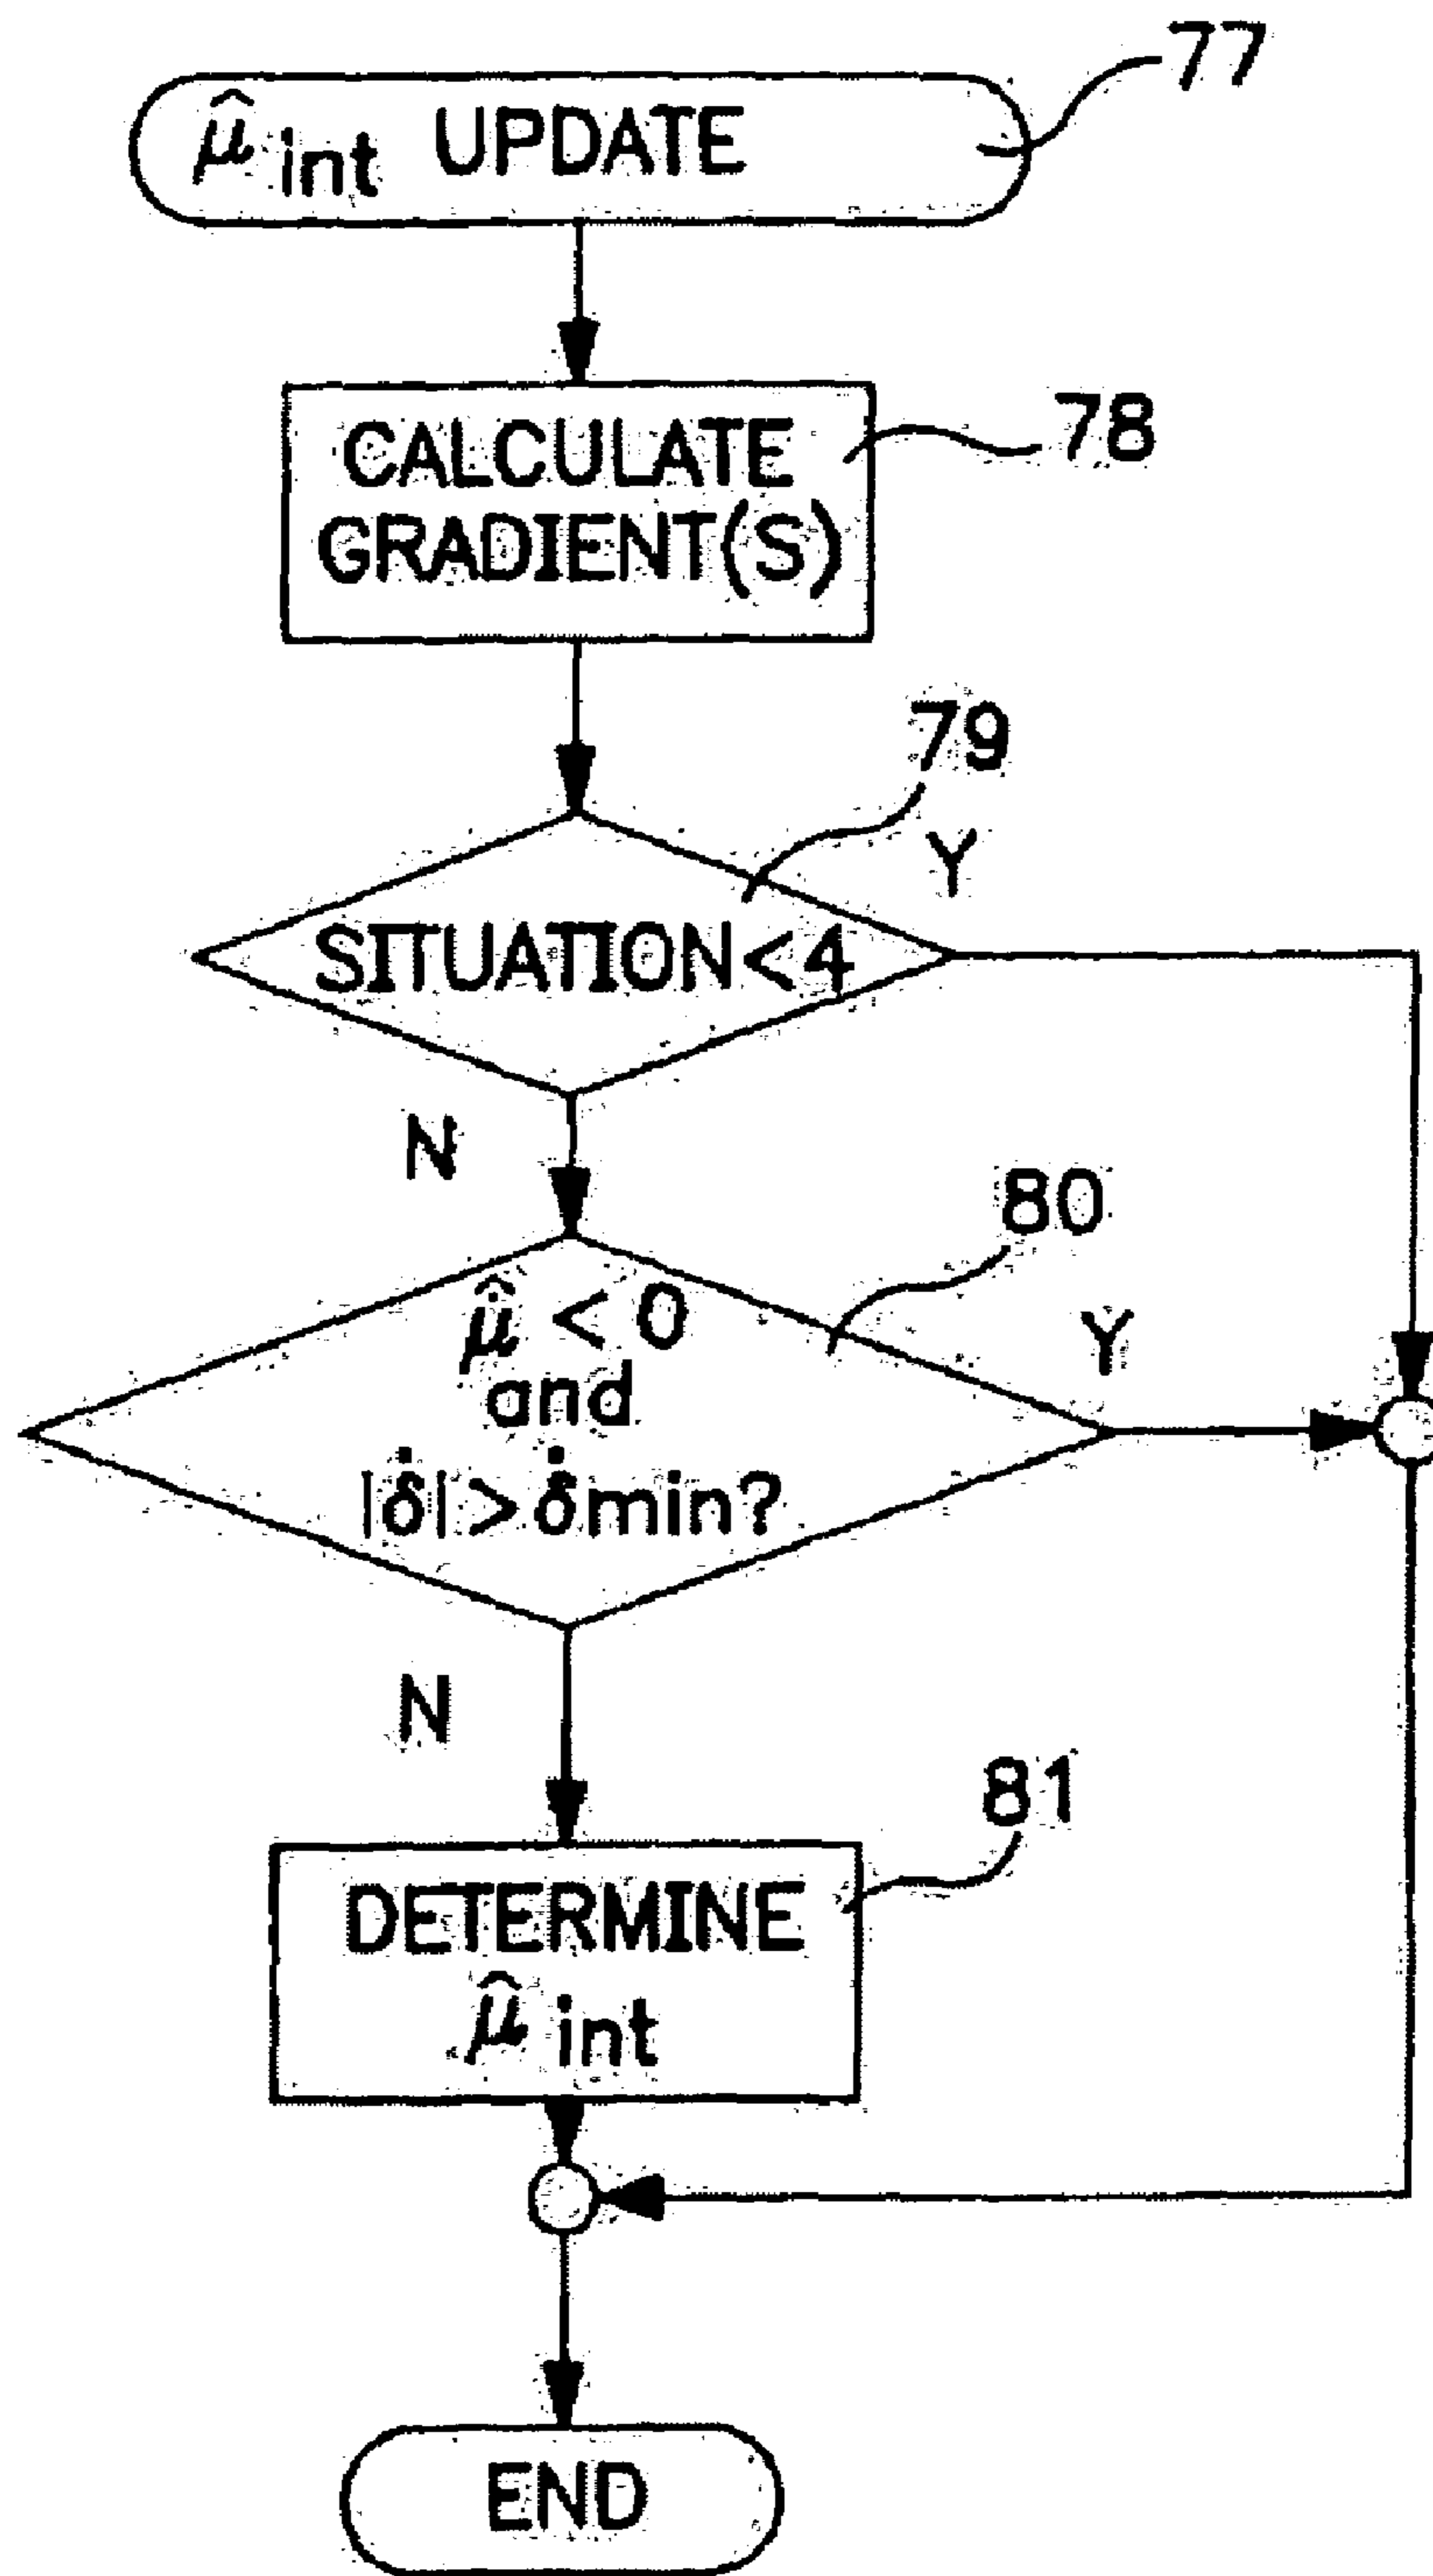 77
μ̂ int UPDATE
78
CALCULATE
GRADIENT(S)
79
Y
SITUATION<4
N
80
μ̂̇ < 0
Y
and
|δ̇| > δ̇min?
N
81
DETERMINE
μ̂ int
END